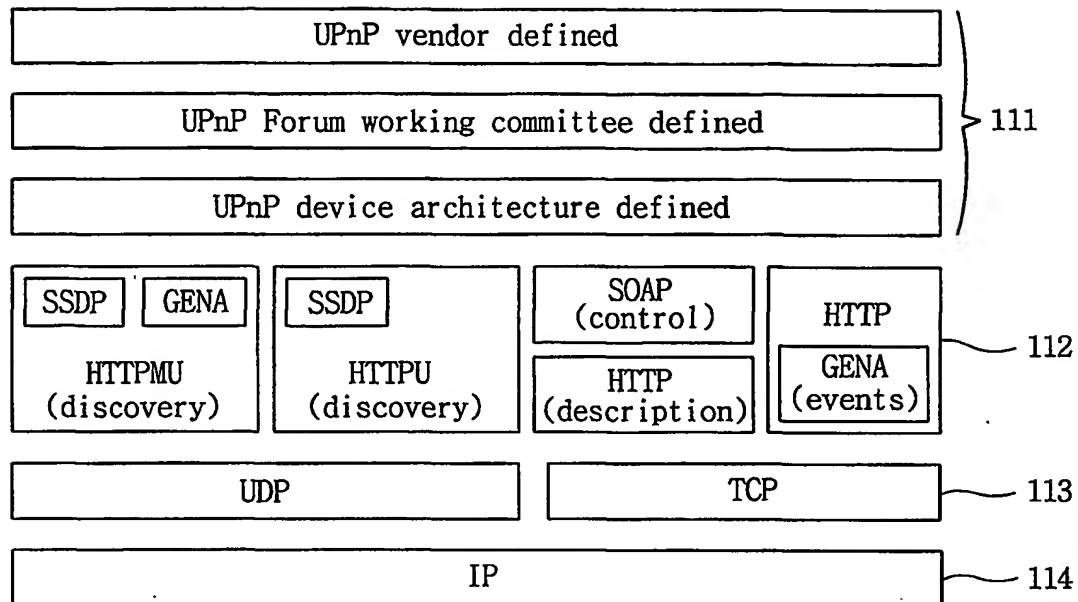 UPnP vendor defined
UPnP Forum working committee defined
111
UPnP device architecture defined
SSDP
GENA
HTTPMU
(discovery)
SSDP
HTTPU
(discovery)
SOAP
(control)
HTTP
(description)
HTTP
GENA
(events)
112
UDP
TCP
113
IP
114